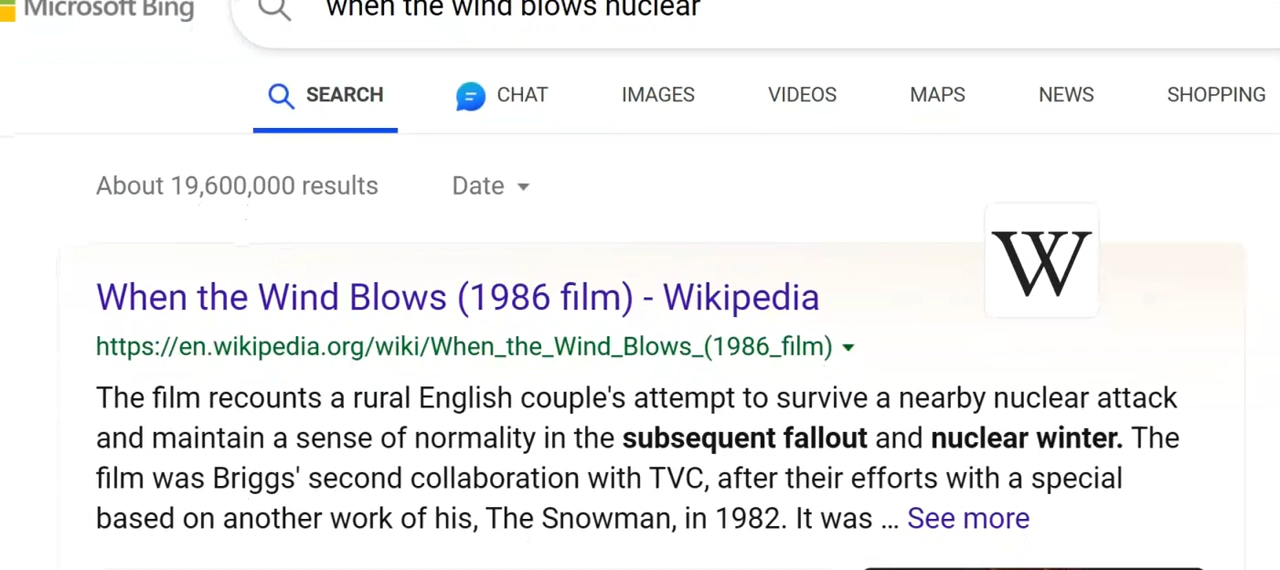 Microsoft Bing
when the wind blows nuclear
SEARCH CHAT IMAGES VIDEOS MAPS NEWS SHOPPING
About 19,600,000 results Date
W
When the Wind Blows (1986 film) - Wikipedia
https://en.wikipedia.org/wiki/When_the_Wind_Blows_(1986_film)
The film recounts a rural English couple's attempt to survive a nearby nuclear attack
and maintain a sense of normality in the subsequent fallout and nuclear winter. The
film was Briggs' second collaboration with TVC, after their efforts with a special
based on another work of his, The Snowman, in 1982. It was ... See more